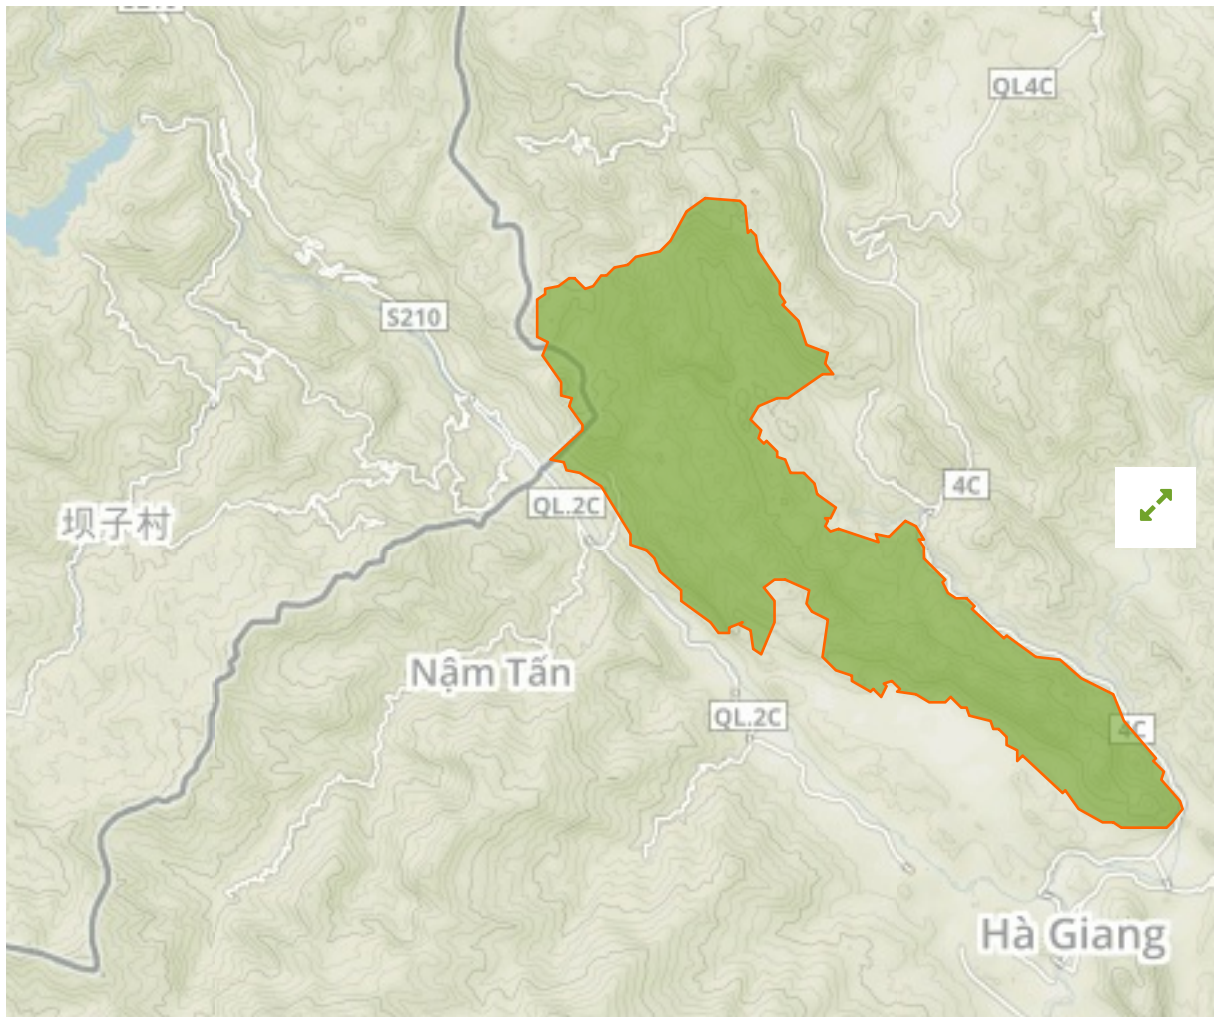 QL4C
S210
4C
QL.2C
坝子村
Nậm Tấn
QL.2C
4C
Hà Giang